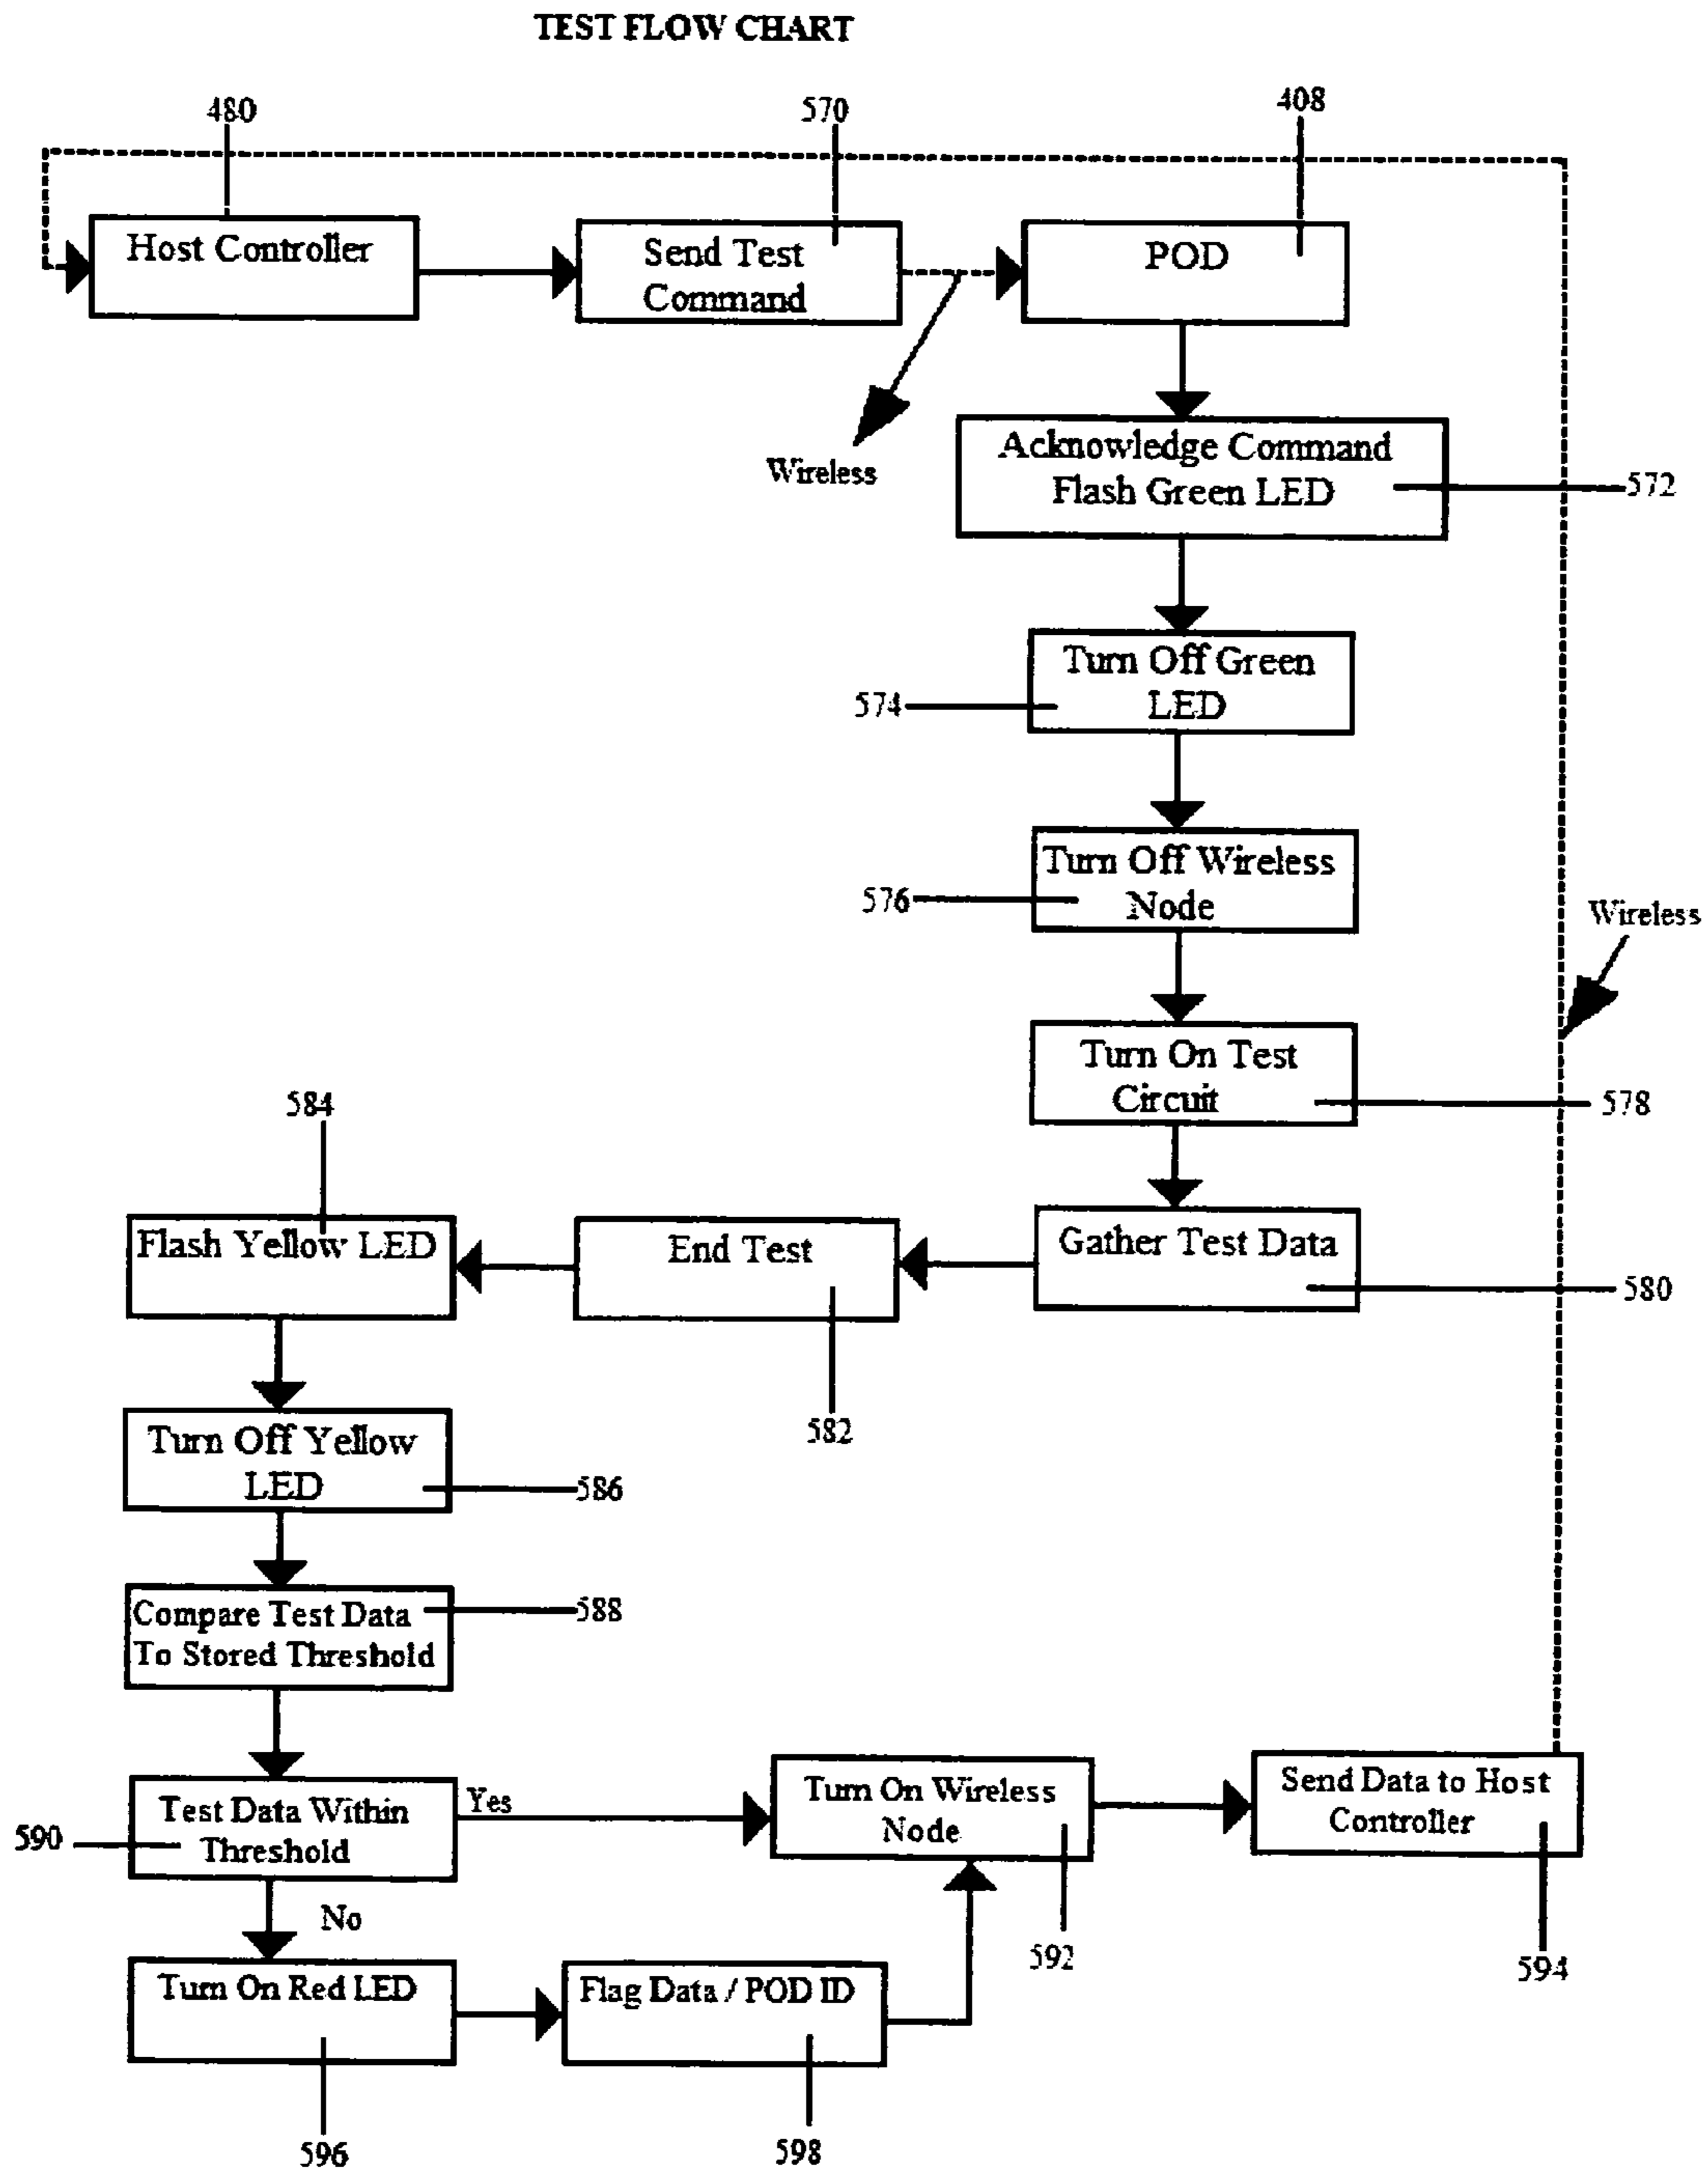 TEST FLOW CHART
480
570
408
Host Controller
Send Test
Command
POD
Wireless
Acknowledge Command
Flash Green LED
572
Turn Off Green
LED
574
Turn Off Wireless
Node
576
Wireless
Turn On Test
Circuit
578
584
Flash Yellow LED
End Test
Gather Test Data
580
582
Turn Off Yellow
LED
586
Compare Test Data
To Stored Threshold
588
Test Data Within
Threshold
590
Yes
Turn On Wireless
Node
Send Data to Host
Controller
No
592
594
Turn On Red LED
Flag Data / POD ID
596
598